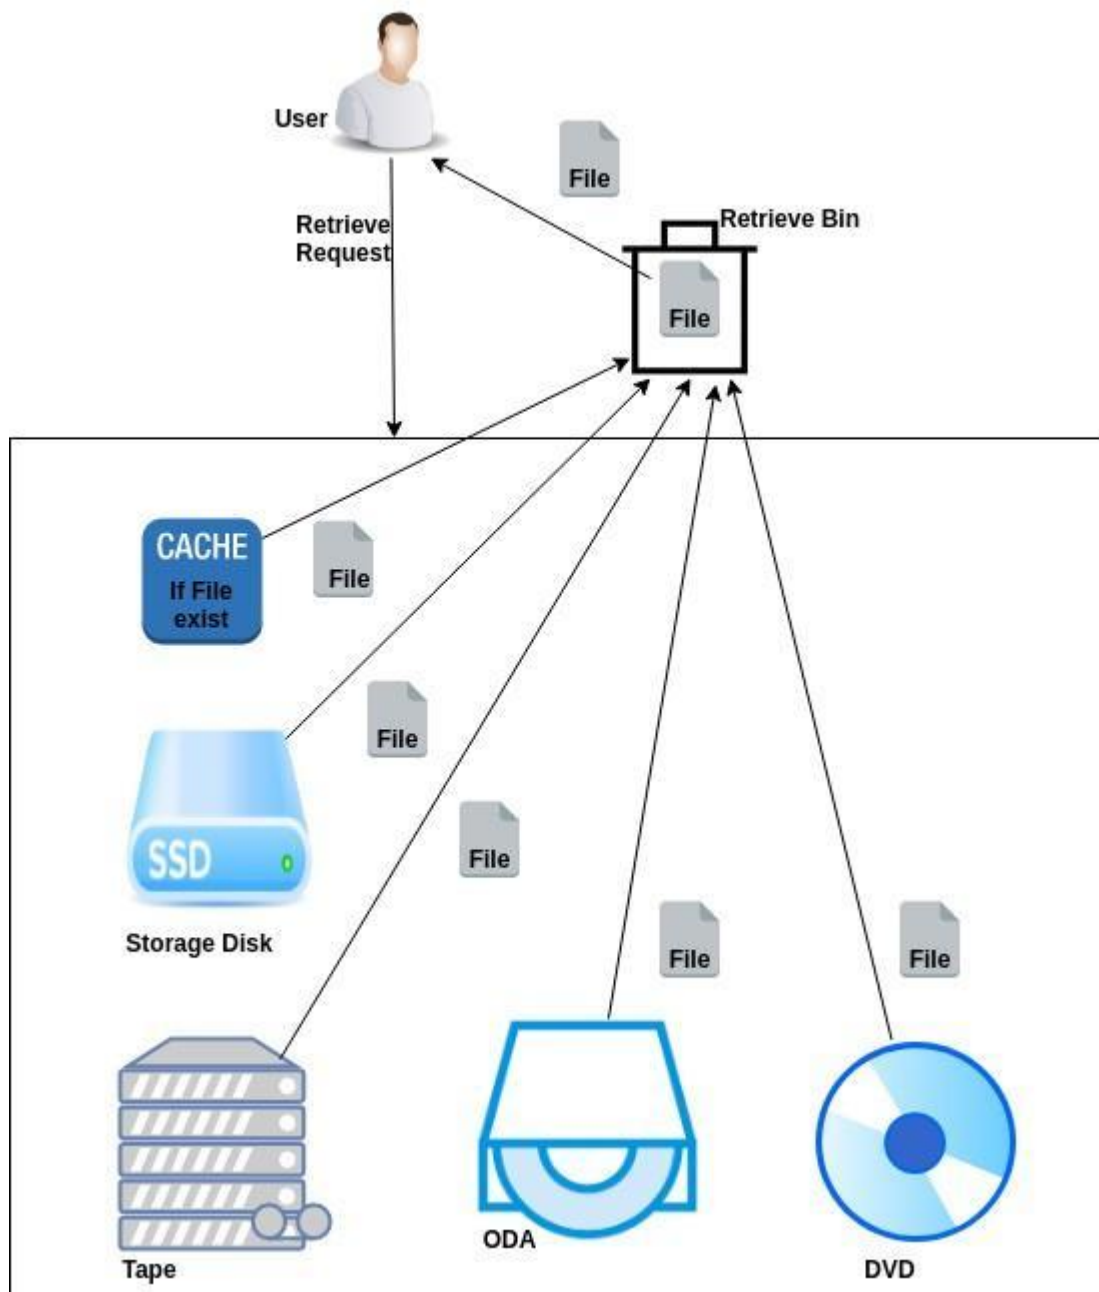 User
File
Retrieve Bin
Retrieve
Request
File
CACHE
If File
exist
File
File
SSD
File
Storage Disk
File
File
ODA
Tape
DVD